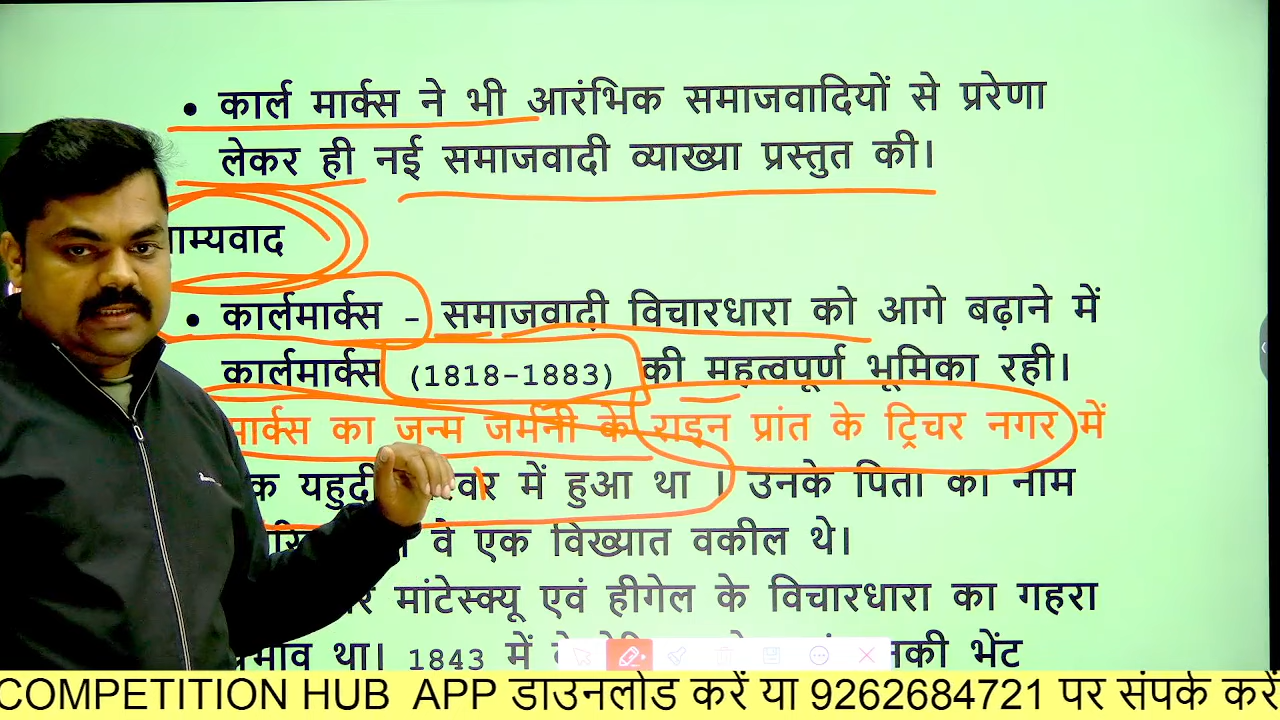 • कार्ल मार्क्स ने भी आरंभिक समाजवादियों से प्ररेणा
लेकर ही नई समाजवादी व्याख्या प्रस्तुत की।
ाम्यवाद
• कार्लमार्क्स - समाजवादी विचारधारा को आगे बढ़ाने में
कार्लमार्क्स (1818-1883) की महत्वपूर्ण भूमिका रही।
मार्क्स का जन्म जर्मनी के राइन प्रांत के ट्रिचर नगर में
क यहुदी में हुआ था । उनके पिता का नाम
वे एक विख्यात वकील थे।
मांटेस्क्यू एवं हीगेल के विचारधारा का गहरा
था। 1843 में भेंट
COMPETITION HUB APP डाउनलोड करें या 9262684721 पर संपर्क करें